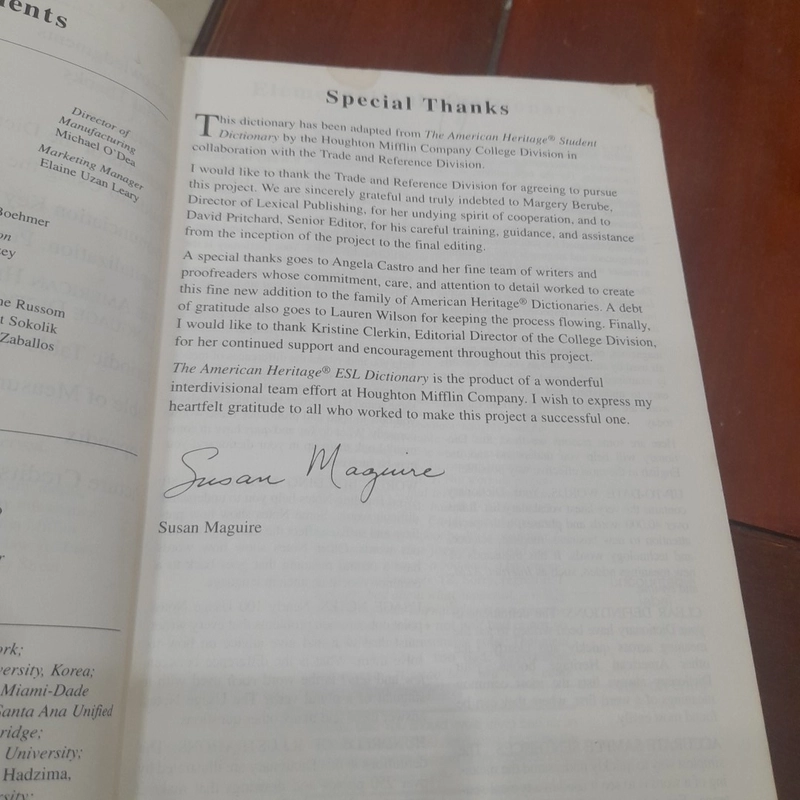 ents
Director of
Manufacturing
Michael O'Dea
Marketing Manager
Elaine Uzan Leary
Boehmer
on
ey
ne Russom
t Sokolik
Zaballos
r
ork;
versity, Korea;
Miami-Dade
Santa Ana Unified
ridge;
University;
Hadzima,
rsity;
Special Thanks
This dictionary has been adapted from The American Heritage® Student
Dictionary by the Houghton Mifflin Company College Division in
collaboration with the Trade and Reference Division.
I would like to thank the Trade and Reference Division for agreeing to pursue
this project. We are sincerely grateful and truly indebted to Margery Berube,
Director of Lexical Publishing, for her undying spirit of cooperation, and to
David Pritchard, Senior Editor, for his careful training, guidance, and assistance
from the inception of the project to the final editing.
A special thanks goes to Angela Castro and her fine team of writers and
proofreaders whose commitment, care, and attention to detail worked to create
this fine new addition to the family of American Heritage® Dictionaries. A debt
of gratitude also goes to Lauren Wilson for keeping the process flowing. Finally,
I would like to thank Kristine Clerkin, Editorial Director of the College Division,
for her continued support and encouragement throughout this project.
The American Heritage® ESL Dictionary is the product of a wonderful
interdivisional team effort at Houghton Mifflin Company. I wish to express my
heartfelt gratitude to all who worked to make this project a successful one.
Susan Maguire
Susan Maguire